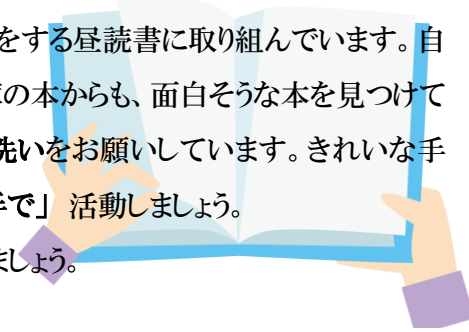 をする昼読書に取り組んでいます。自
の本からも、面白そうな本を見つけて
洗いをお願いしています。きれいな手
手で」 活動しましょう。
ましょう。